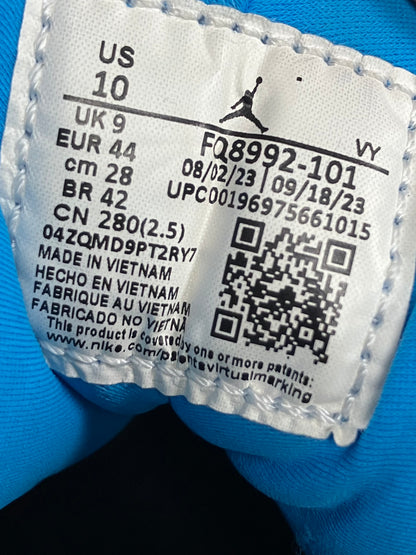 US
10
UK 9
EUR 44
cm 28
BR 42
CN 280(2.5)
04ZQMD9PT2RY7
MADE IN VIETNAM
HECHO EN VIETNAM
FABRIQUE AU VIETNAM
FABRICADO NO VIETNA
VY
FQ8992-101
08/02/23 | 09/18/23
UPC00196975661015
This product is covered by one or more patents:
www.nike.com/patentsvirtualmarking